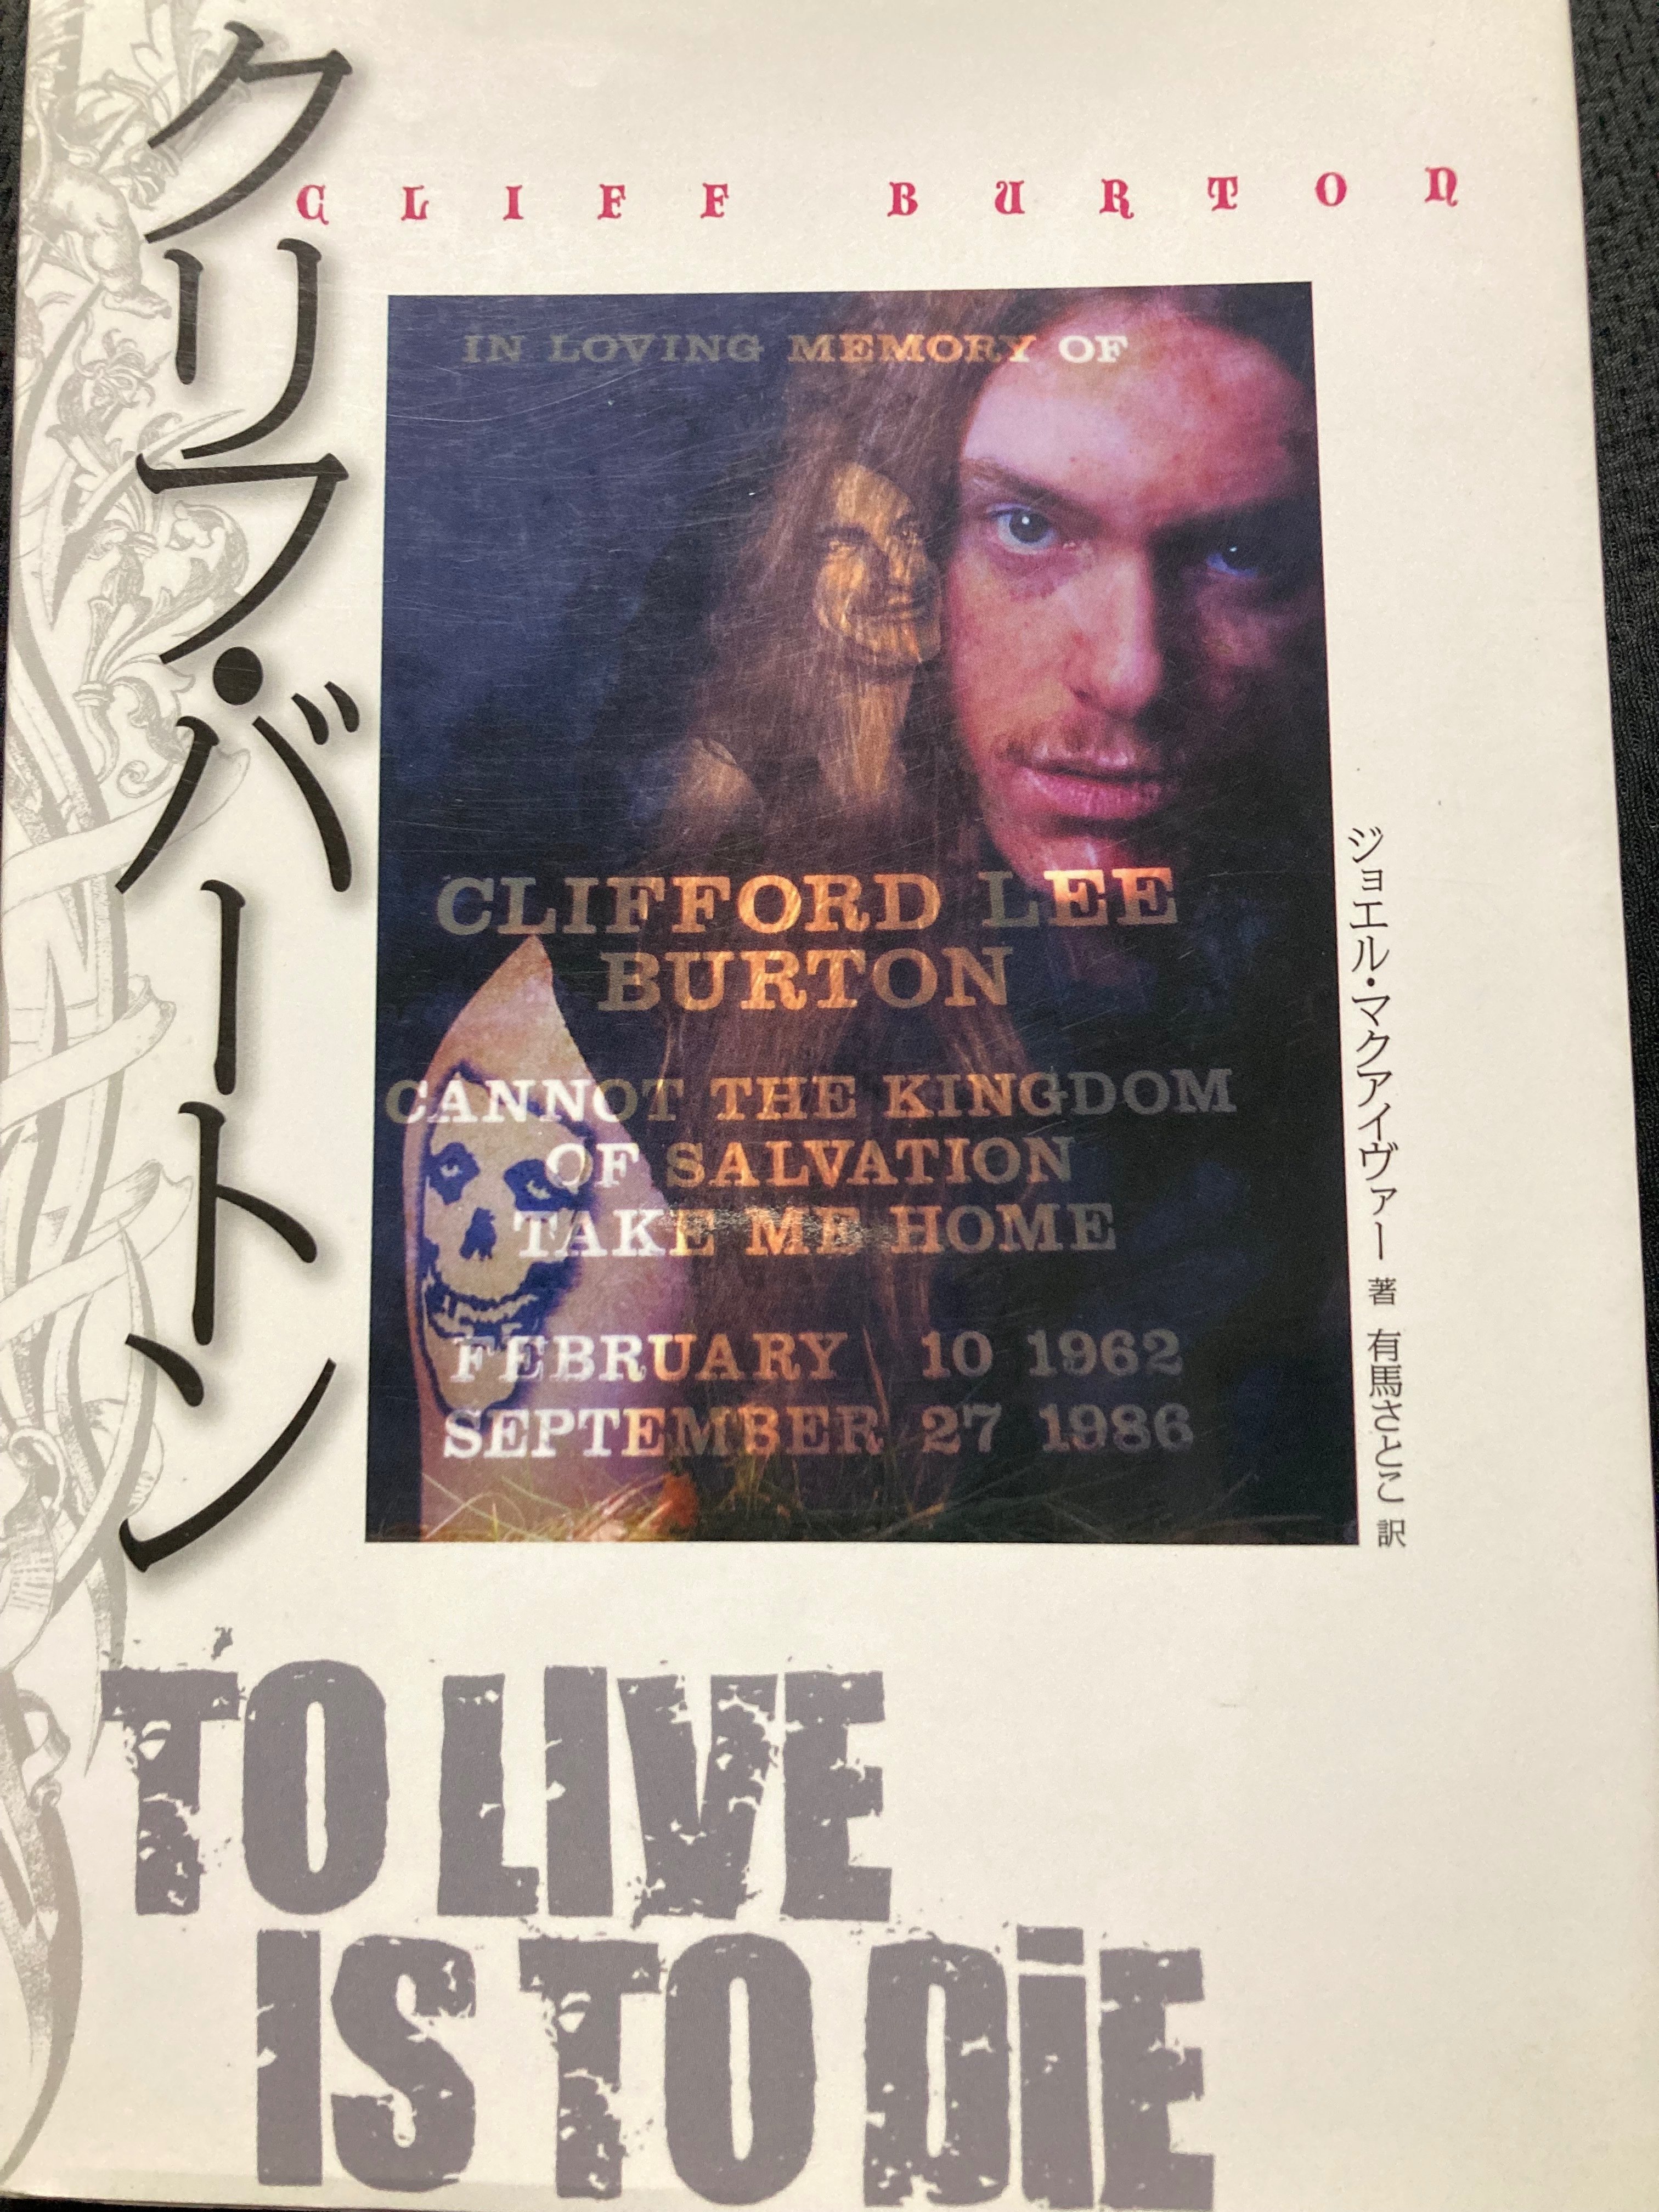 クリフ・バートン
CLIFF BURTON
IN LOVING MEMORY OF
CLIFFORD LEE
BURTON
CANNOT THE KINGDOM
OF SALVATION
TAKE ME HOME
FEBRUARY 10 1962
SEPTEMBER 27 1986
ジョエル・マクアイヴァー 著 有馬さとこ 訳
TO LIVE
IS TO DiE